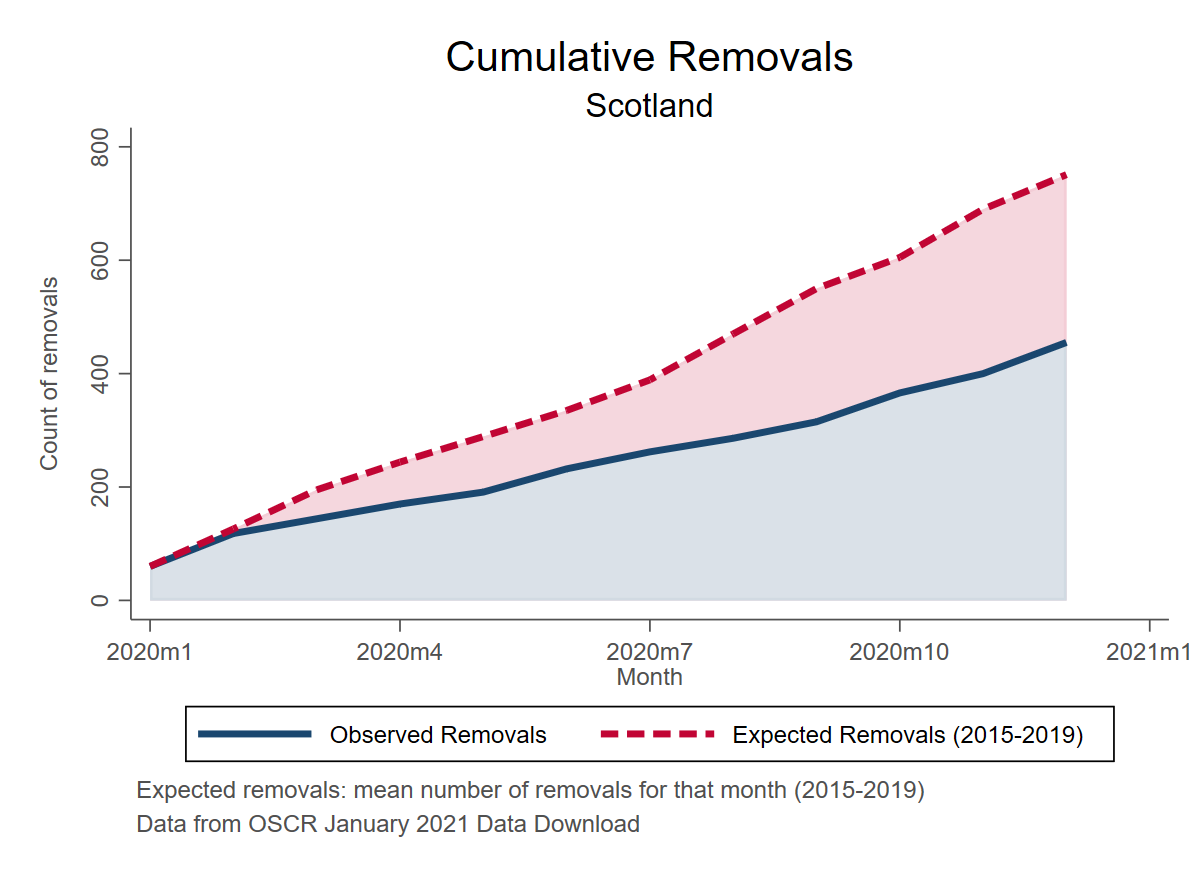 Cumulative Removals
Scotland
Count of removals
800
600
400
200
0
2020m1 2020m4 2020m7 2020m10 2021m1
Month
Observed Removals Expected Removals (2015-2019)
Expected removals: mean number of removals for that month (2015-2019)
Data from OSCR January 2021 Data Download